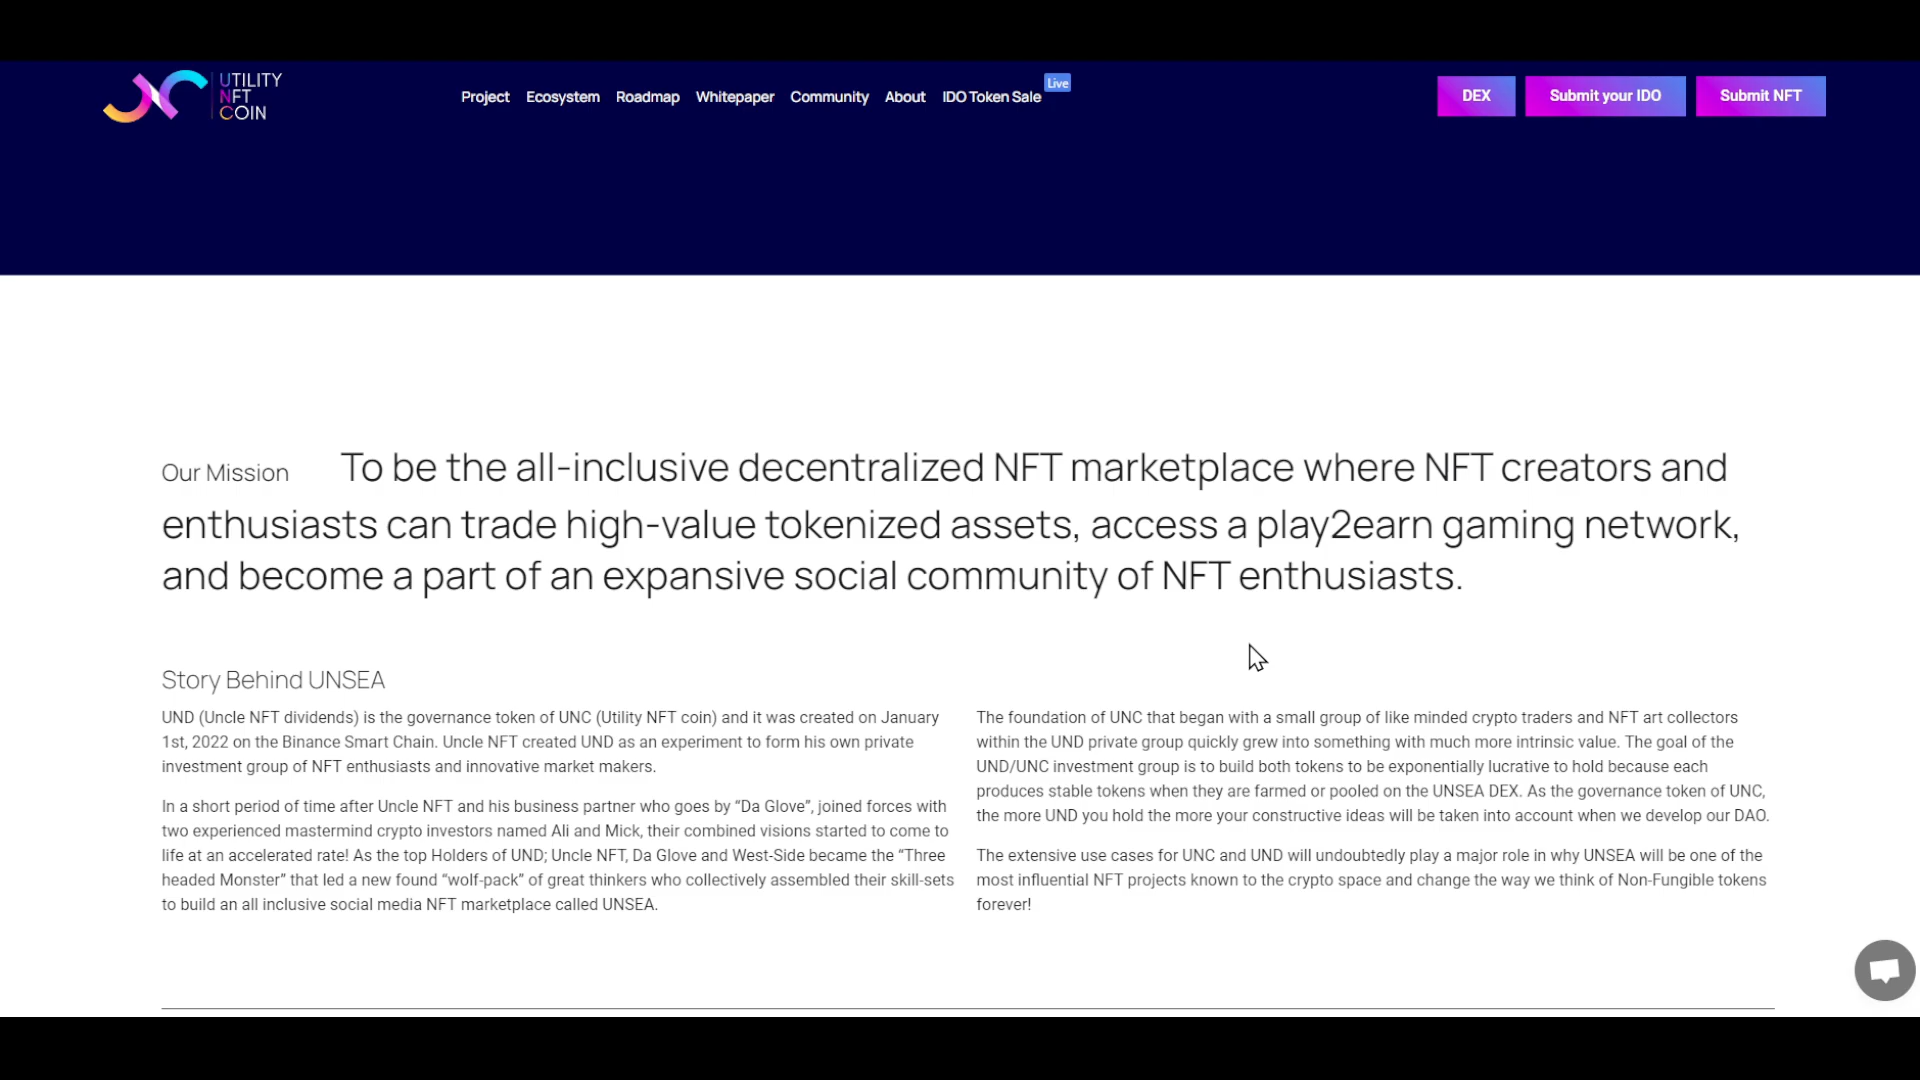 UTILITY
NFT
COIN
Project Ecosystem Roadmap Whitepaper Community About IDO Token Sale Live
DEX Submit your IDO Submit NFT
Our Mission To be the all-inclusive decentralized NFT marketplace where NFT creators and
enthusiasts can trade high-value tokenized assets, access a play2earn gaming network,
and become a part of an expansive social community of NFT enthusiasts.
Story Behind UNSEA
UND (Uncle NFT dividends) is the governance token of UNC (Utility NFT coin) and it was created on January
1st, 2022 on the Binance Smart Chain. Uncle NFT created UND as an experiment to form his own private
investment group of NFT enthusiasts and innovative market makers.
In a short period of time after Uncle NFT and his business partner who goes by “Da Glove”, joined forces with
two experienced mastermind crypto investors named Ali and Mick, their combined visions started to come to
life at an accelerated rate! As the top Holders of UND; Uncle NFT, Da Glove and West-Side became the “Three
headed Monster” that led a new found “wolf-pack” of great thinkers who collectively assembled their skill-sets
to build an all inclusive social media NFT marketplace called UNSEA.
The foundation of UNC that began with a small group of like minded crypto traders and NFT art collectors
within the UND private group quickly grew into something with much more intrinsic value. The goal of the
UND/UNC investment group is to build both tokens to be exponentially lucrative to hold because each
produces stable tokens when they are farmed or pooled on the UNSEA DEX. As the governance token of UNC,
the more UND you hold the more your constructive ideas will be taken into account when we develop our DAO.
The extensive use cases for UNC and UND will undoubtedly play a major role in why UNSEA will be one of the
most influential NFT projects known to the crypto space and change the way we think of Non-Fungible tokens
forever!